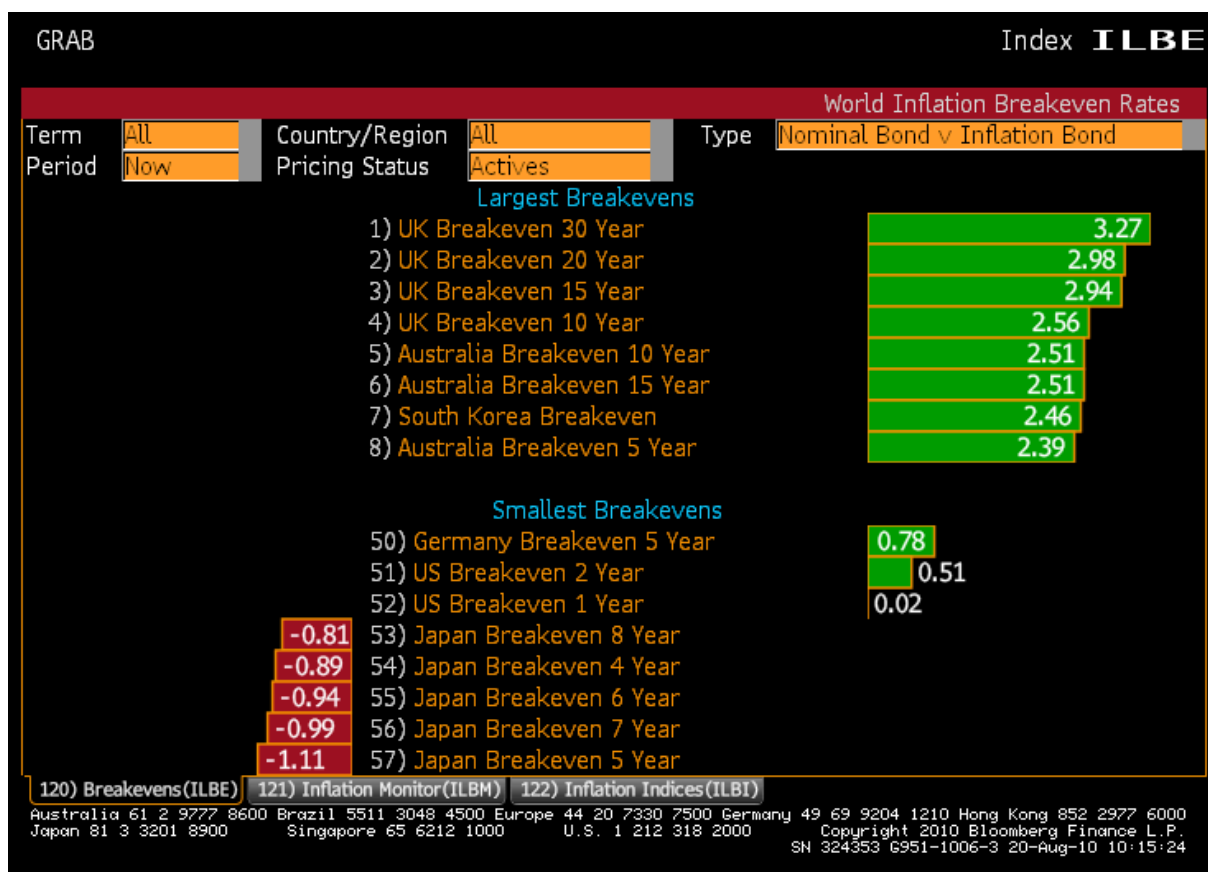 GRAB Index ILBE
World Inflation Breakeven Rates
Term All Country/Region All Type Nominal Bond v Inflation Bond
Period Now Pricing Status Actives
Largest Breakevens
1) UK Breakeven 30 Year 3.27
2) UK Breakeven 20 Year 2.98
3) UK Breakeven 15 Year 2.94
4) UK Breakeven 10 Year 2.56
5) Australia Breakeven 10 Year 2.51
6) Australia Breakeven 15 Year 2.51
7) South Korea Breakeven 2.46
8) Australia Breakeven 5 Year 2.39
Smallest Breakevens
50) Germany Breakeven 5 Year 0.78
51) US Breakeven 2 Year 0.51
52) US Breakeven 1 Year 0.02
-0.81 53) Japan Breakeven 8 Year
-0.89 54) Japan Breakeven 4 Year
-0.94 55) Japan Breakeven 6 Year
-0.99 56) Japan Breakeven 7 Year
-1.11 57) Japan Breakeven 5 Year
120) Breakevens(ILBE) 121) Inflation Monitor(ILBM) 122) Inflation Indices(ILBI)
Australia 61 2 9777 8600 Brazil 5511 3048 4500 Europe 44 20 7330 7500 Germany 49 69 9204 1210 Hong Kong 852 2977 6000
Japan 81 3 3201 8900 Singapore 65 6212 1000 U.S. 1 212 318 2000 Copyright 2010 Bloomberg Finance L.P.
SN 324353 G951-1006-3 20-Aug-10 10:15:24